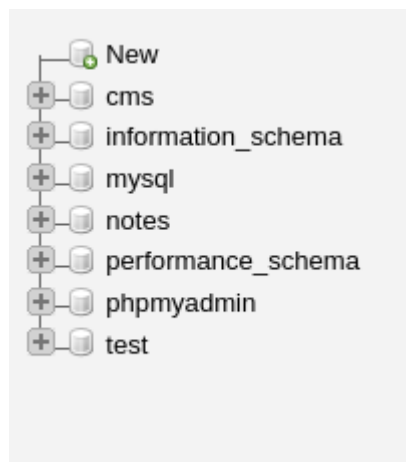 New
cms
information_schema
mysql
notes
performance_schema
phpmyadmin
test